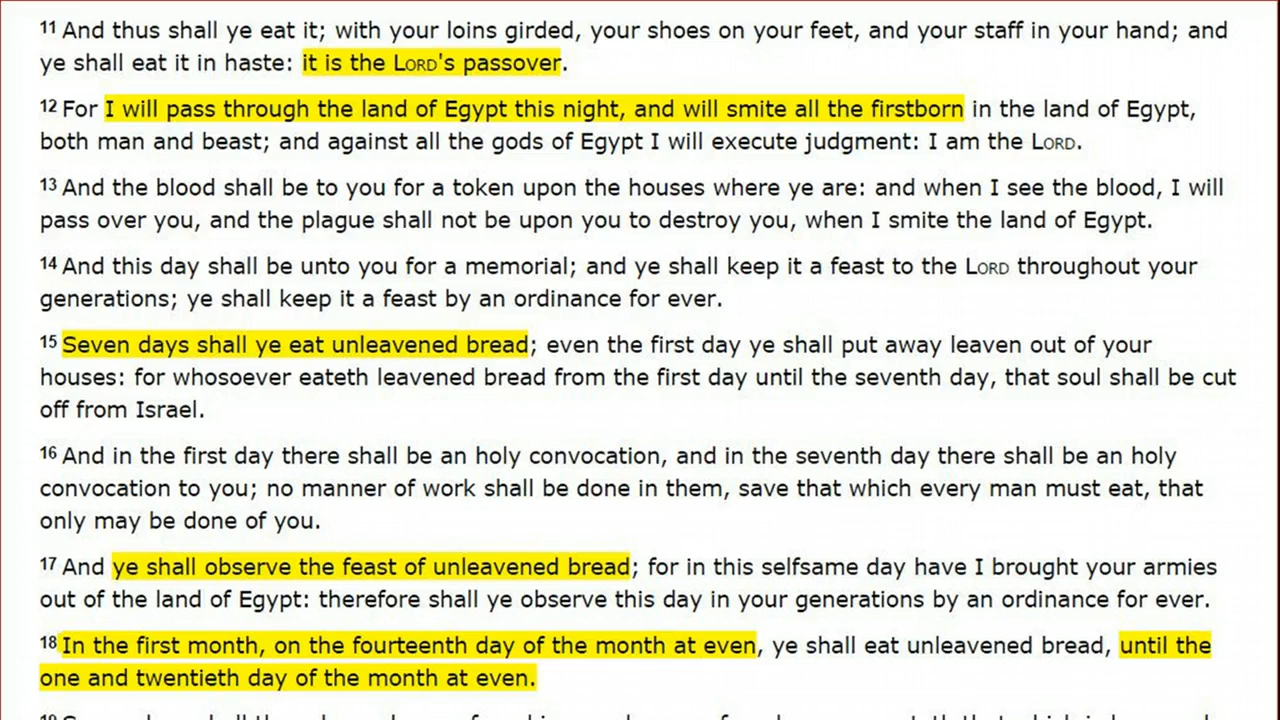 11 And thus shall ye eat it; with your loins girded, your shoes on your feet, and your staff in your hand; and
ye shall eat it in haste: it is the LORD's passover.
12 For I will pass through the land of Egypt this night, and will smite all the firstborn in the land of Egypt,
both man and beast; and against all the gods of Egypt I will execute judgment: I am the LORD.
13 And the blood shall be to you for a token upon the houses where ye are: and when I see the blood, I will
pass over you, and the plague shall not be upon you to destroy you, when I smite the land of Egypt.
14 And this day shall be unto you for a memorial; and ye shall keep it a feast to the LORD throughout your
generations; ye shall keep it a feast by an ordinance for ever.
15 Seven days shall ye eat unleavened bread; even the first day ye shall put away leaven out of your
houses: for whosoever eateth leavened bread from the first day until the seventh day, that soul shall be cut
off from Israel.
16 And in the first day there shall be an holy convocation, and in the seventh day there shall be an holy
convocation to you; no manner of work shall be done in them, save that which every man must eat, that
only may be done of you.
17 And ye shall observe the feast of unleavened bread; for in this selfsame day have I brought your armies
out of the land of Egypt: therefore shall ye observe this day in your generations by an ordinance for ever.
18 In the first month, on the fourteenth day of the month at even, ye shall eat unleavened bread, until the
one and twentieth day of the month at even.